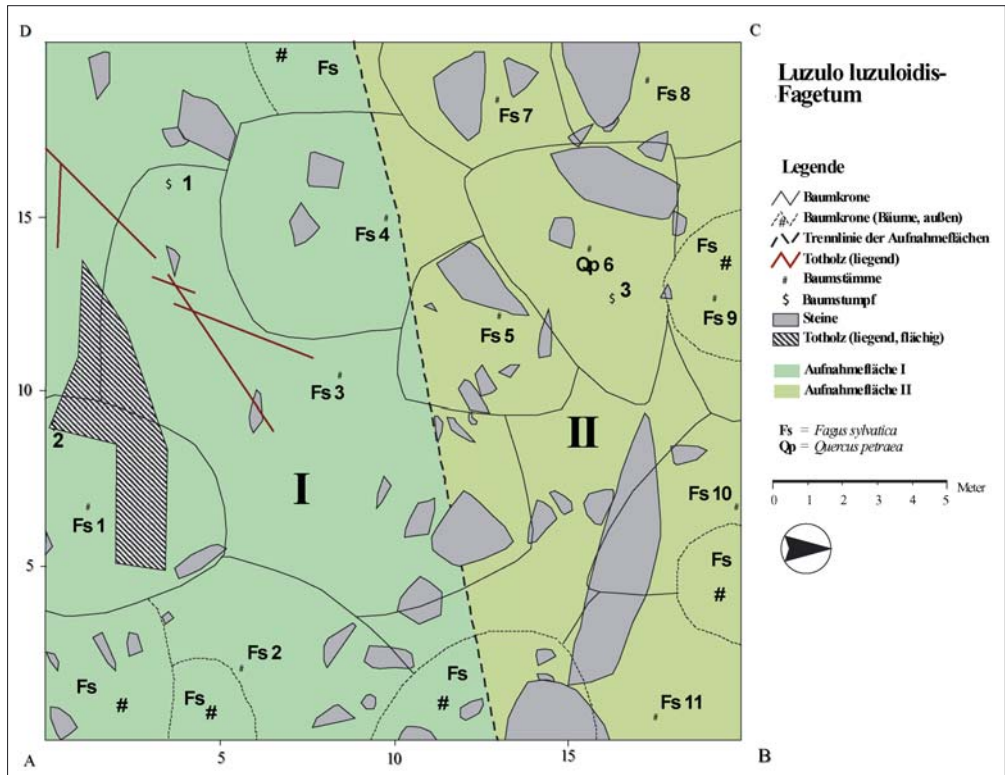 D
C
#
Fs
Fs 7
Fs 8
15
$ 1
Fs 4
Qp 6
$ 3
Fs
#
Fs 9
Fs 5
10
Fs 3
2
I
II
Fs 1
Fs 10
5
Fs
#
Fs 2
Fs
#
Fs
#
Fs
#
Fs 11
A
5
10
15
B
Luzulo luzuloidis-
Fagetum
Legende
Baumkrone
# Baumkrone (Bäume, außen)
Trennlinie der Aufnahmeflächen
Totholz (liegend)
# Baumstämme
$ Baumstumpf
Steine
Totholz (liegend, flächig)
Aufnahmefläche I
Aufnahmefläche II
Fs = Fagus sylvatica
Qp = Quercus petraea
0 1 2 3 4 5 Meter